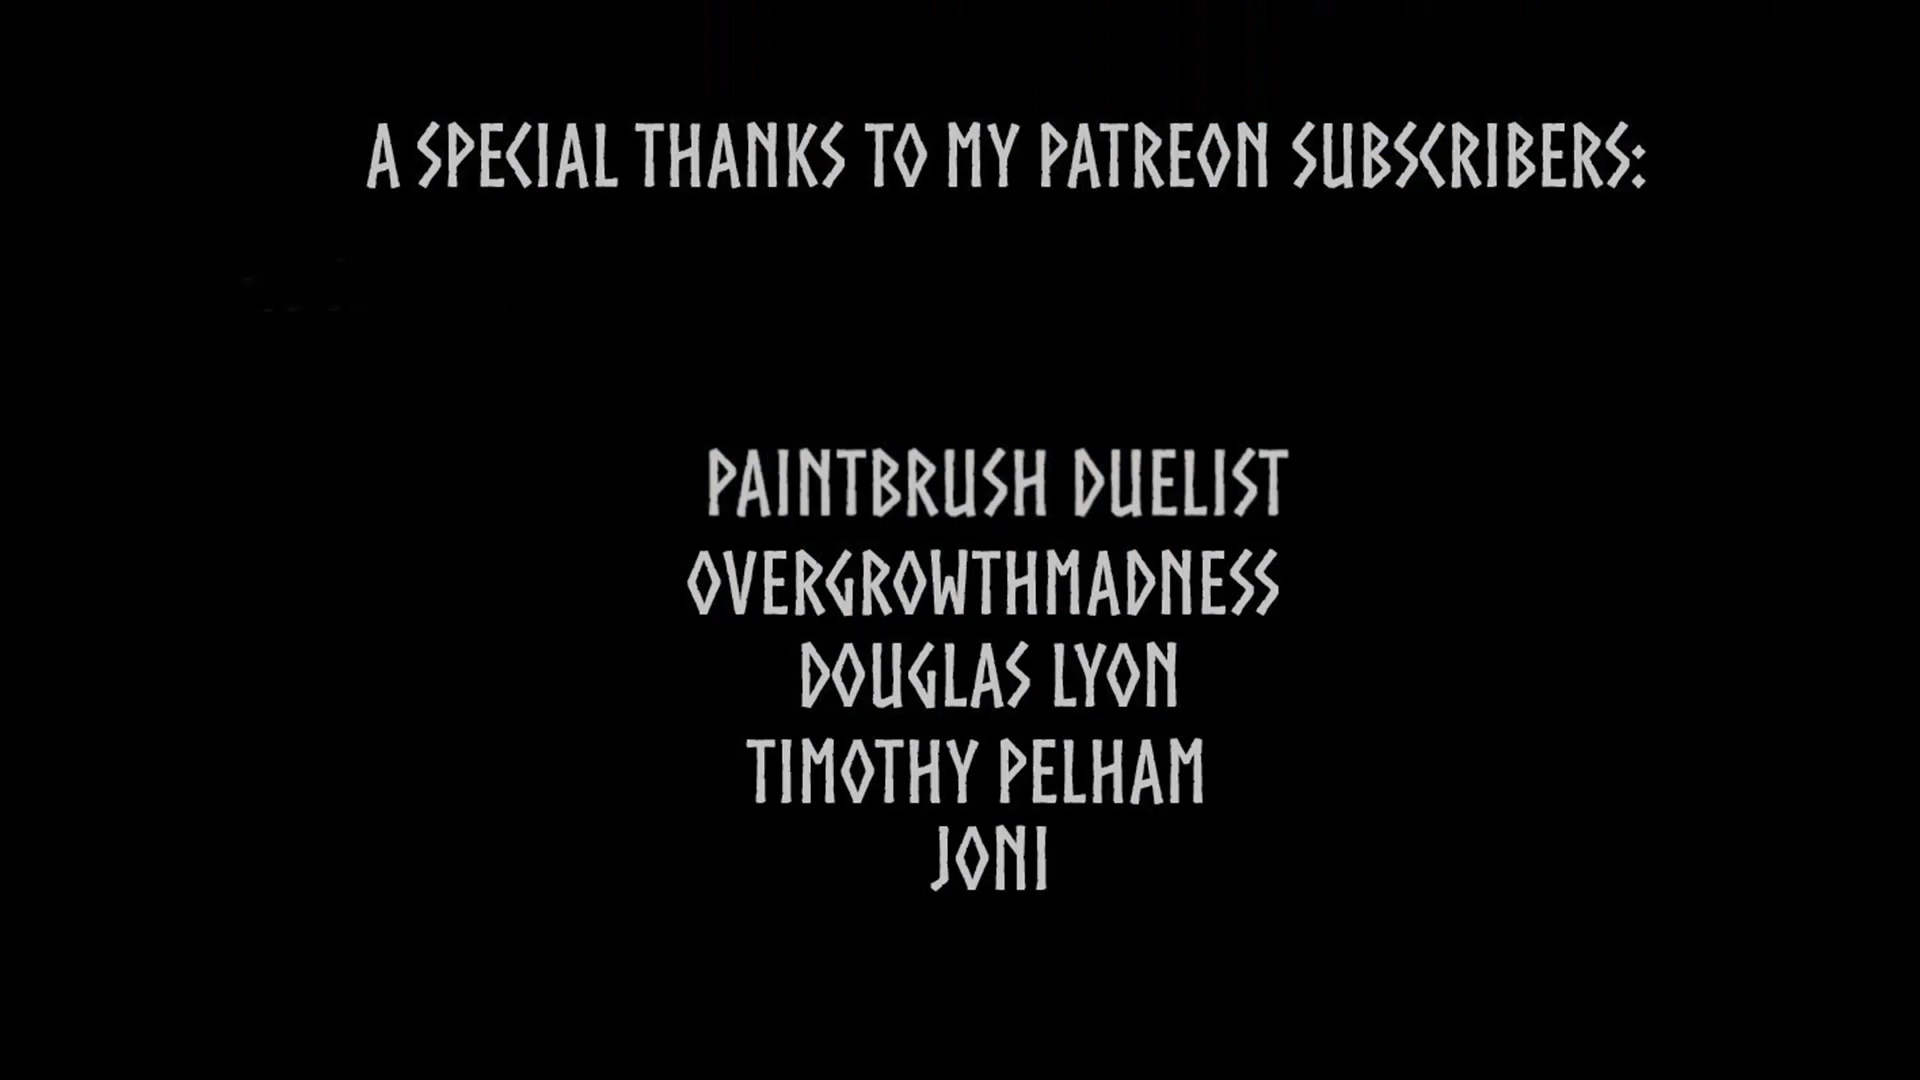 A SPECIAL THANKS TO MY PATREON SUBSCRIBERS:
PAINTBRUSH DUELIST
OVERGROWTHMADNESS
DOUGLAS LYON
TIMOTHY PELHAM
JONI